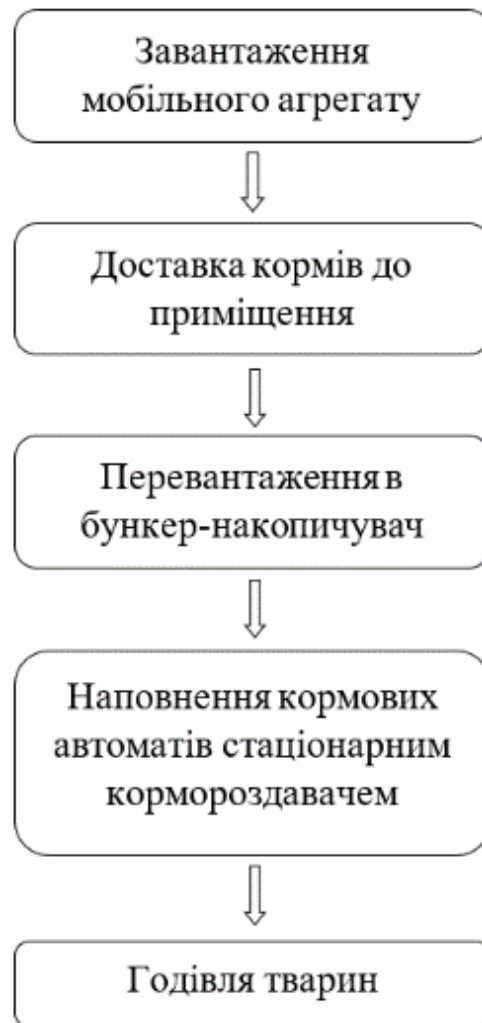 Завантаження
мобільного агрегату
Доставка кормів до
приміщення
Перевантаження в
бункер-накопичувач
Наповнення кормових
автоматів стаціонарним
кормороздавачем
Годівля тварин